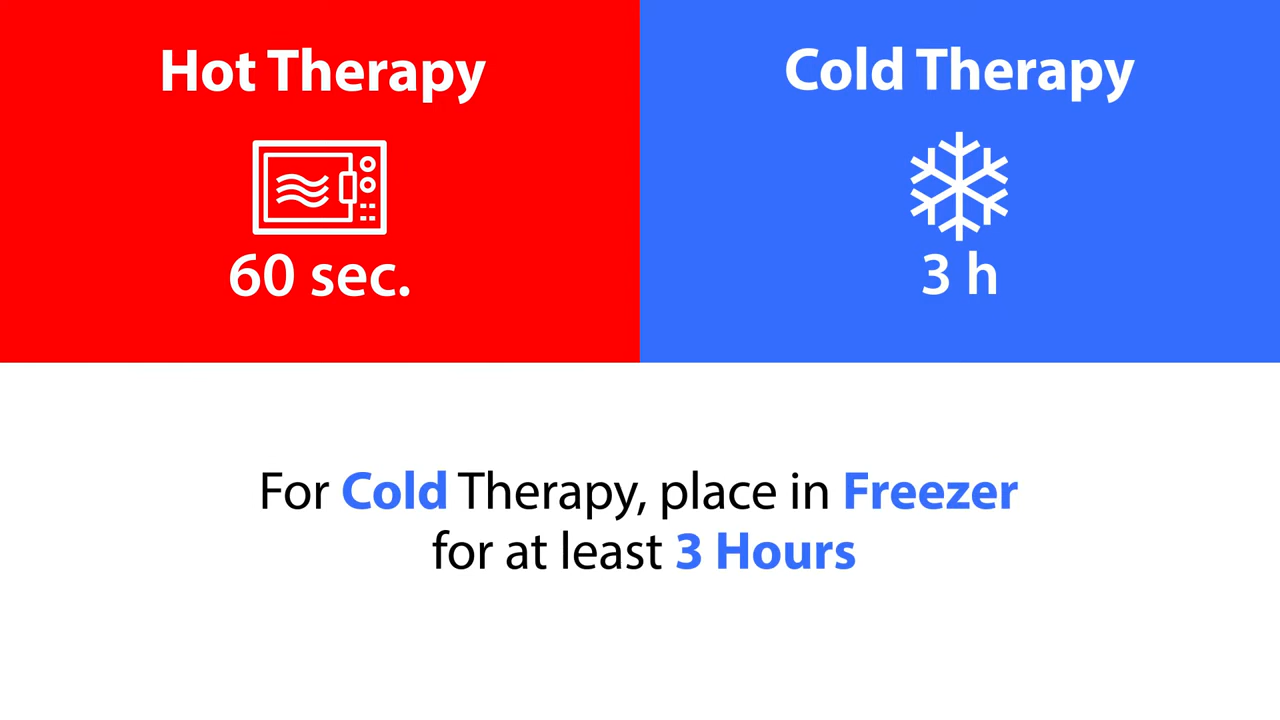 Hot Therapy
60 sec.
Cold Therapy
3 h
For Cold Therapy, place in Freezer
for at least 3 Hours